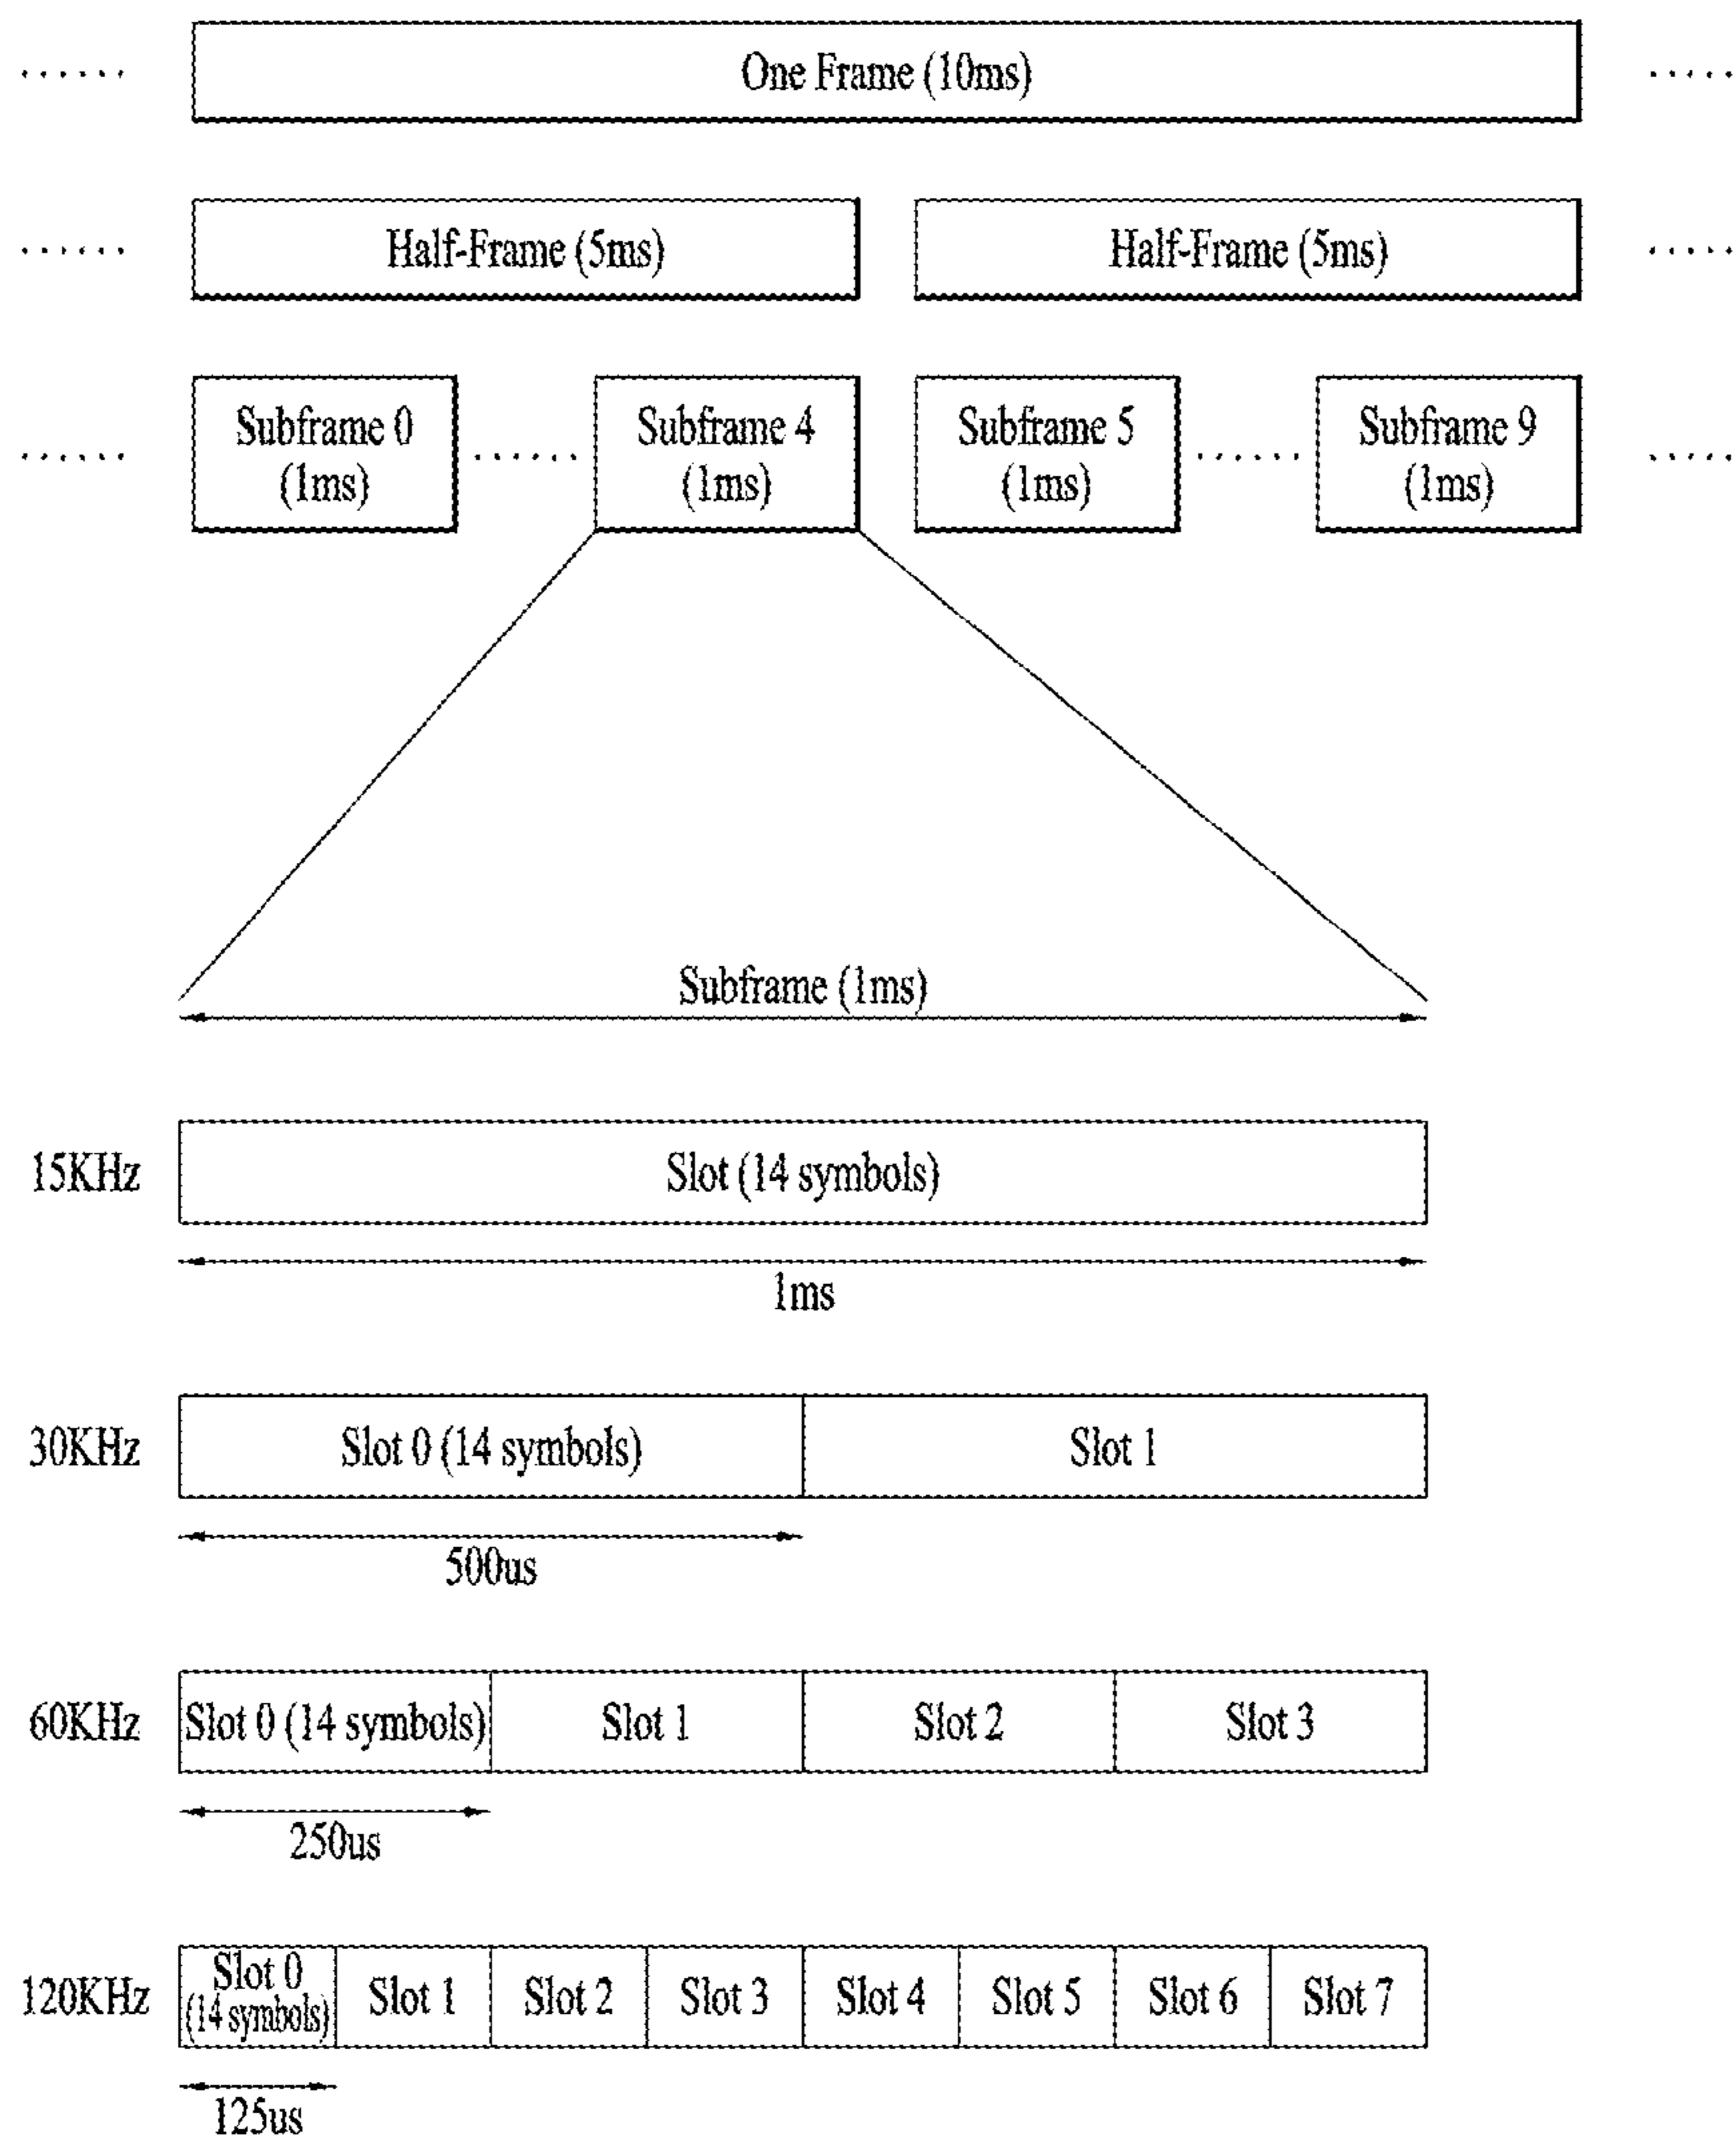 One Frame (10ms)
Half-Frame (5ms) Half-Frame (5ms)
Subframe 0 Subframe 4 Subframe 5 Subframe 9
(1ms) (1ms) (1ms) (1ms)
Subframe (1ms)
15KHz Slot (14 symbols)
1ms
30KHz Slot 0 (14 symbols) Slot 1
500us
60KHz Slot 0 (14 symbols) Slot 1 Slot 2 Slot 3
250us
120KHz Slot 0 (14 symbols) Slot 1 Slot 2 Slot 3 Slot 4 Slot 5 Slot 6 Slot 7
125us